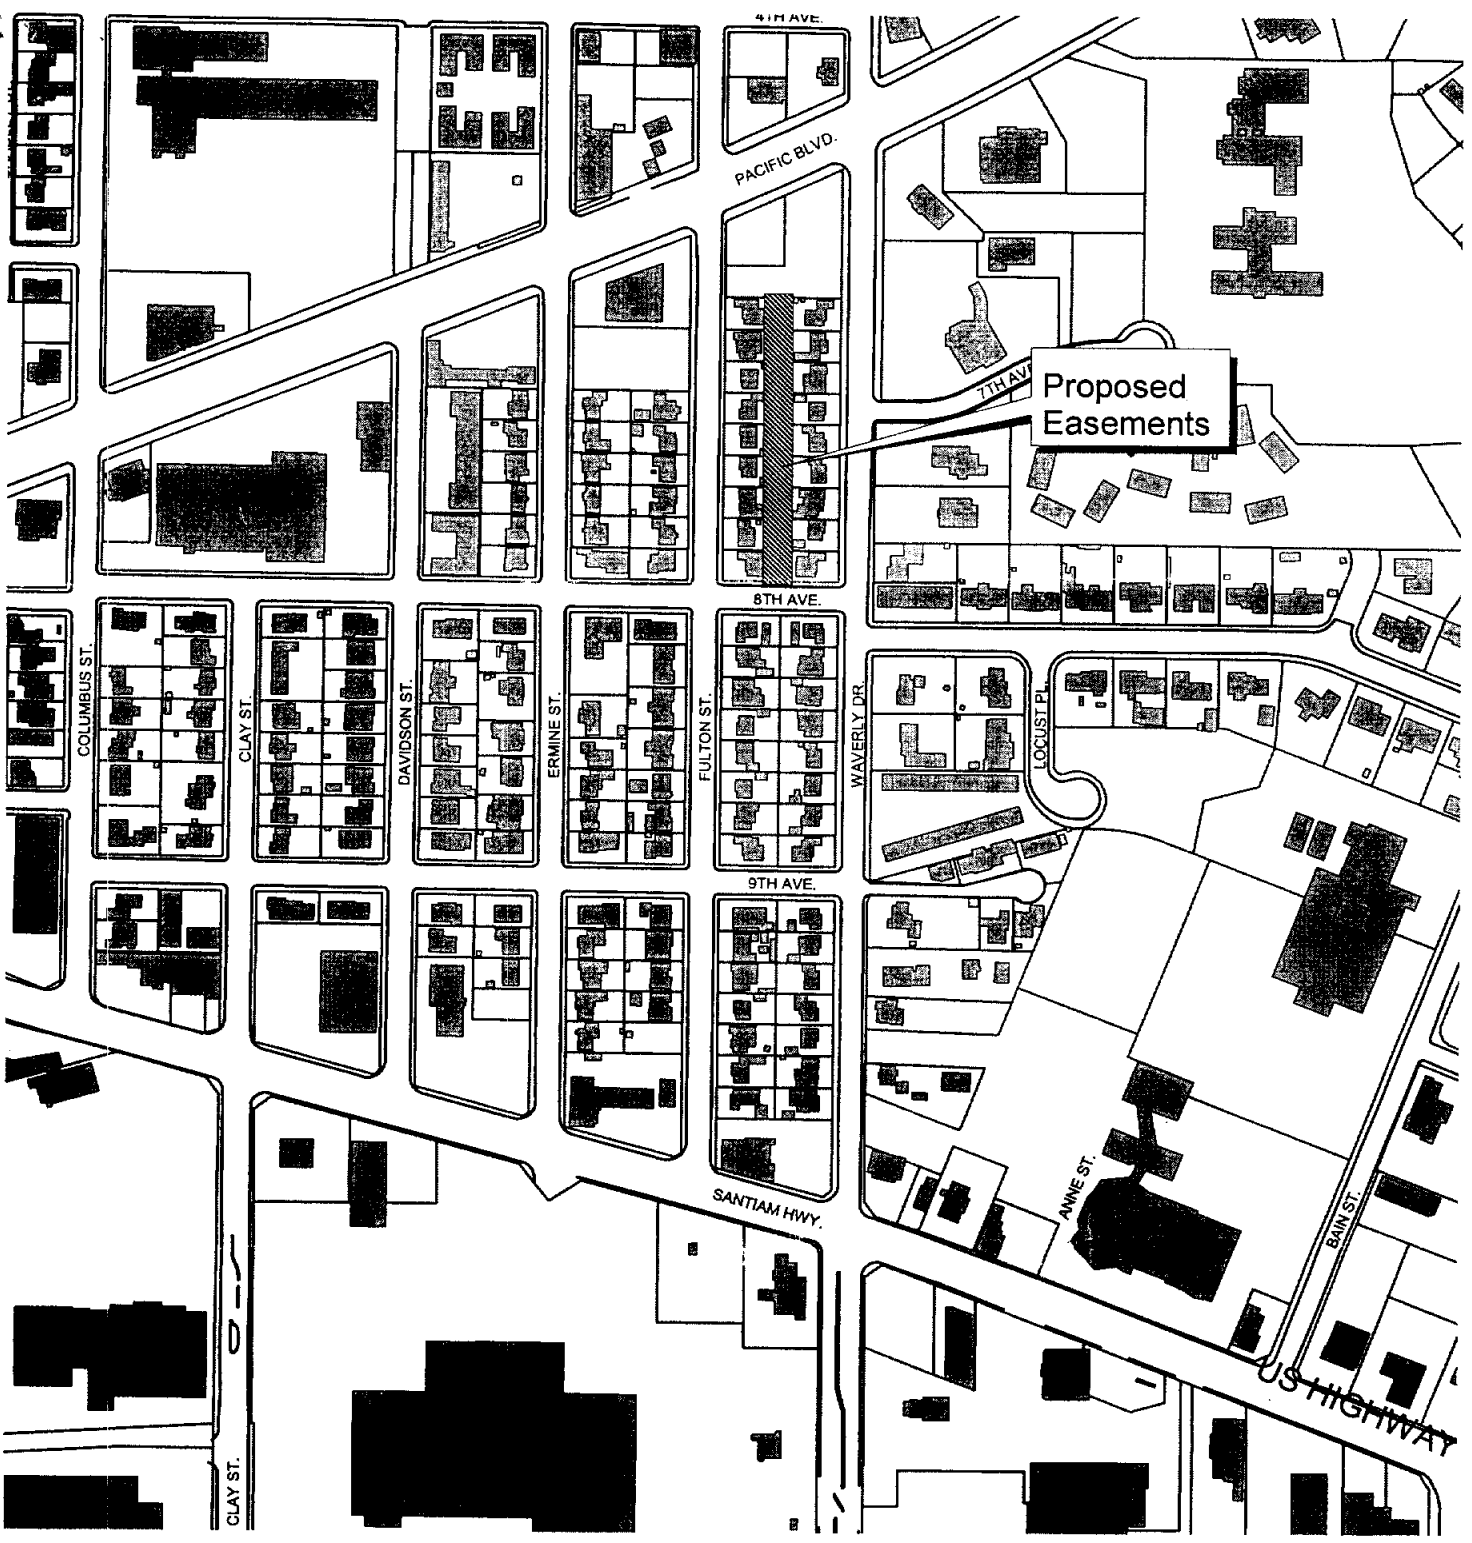 4TH AVE.
PACIFIC BLVD.
7TH AVE
Proposed
Easements
8TH AVE.
COLUMBUS ST.
CLAY ST.
DAVIDSON ST.
ERMINE ST.
FULTON ST.
WAVERLY DR.
LOCUST PL.
9TH AVE.
SANTIAM HWY.
ANNE ST.
BAIN ST.
US HIGHWAY
CLAY ST.